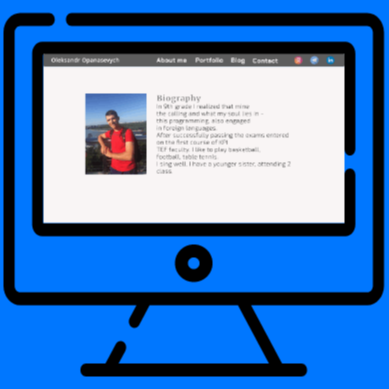 Oleksandr Opanasevych
About me Portfolio Blog Contact
Biography
In 9th grade I realized that mine
the calling and what my soul lies in -
this programming, also engaged
in foreign languages.
After successfully passing the exams entered
on the first course of KPI
TEF faculty. I like to play basketball,
football, table tennis.
I sing well. I have a younger sister, attending 2
class.